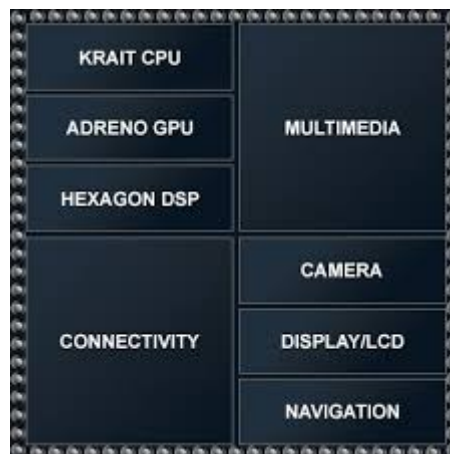 KRAIT CPU
ADRENO GPU
HEXAGON DSP
MULTIMEDIA
CONNECTIVITY
CAMERA
DISPLAY/LCD
NAVIGATION